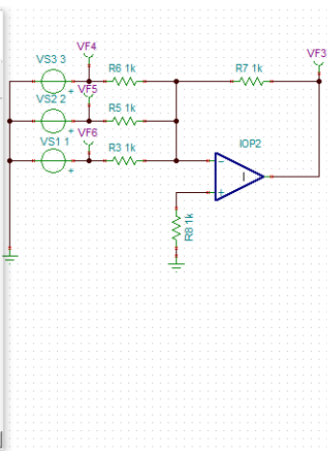 VF4
VF3
VS3 3
R6 1k
R7 1k
VS2 2
VF5
R5 1k
VS1 1
VF6
R3 1k
IOP2
R8 1k